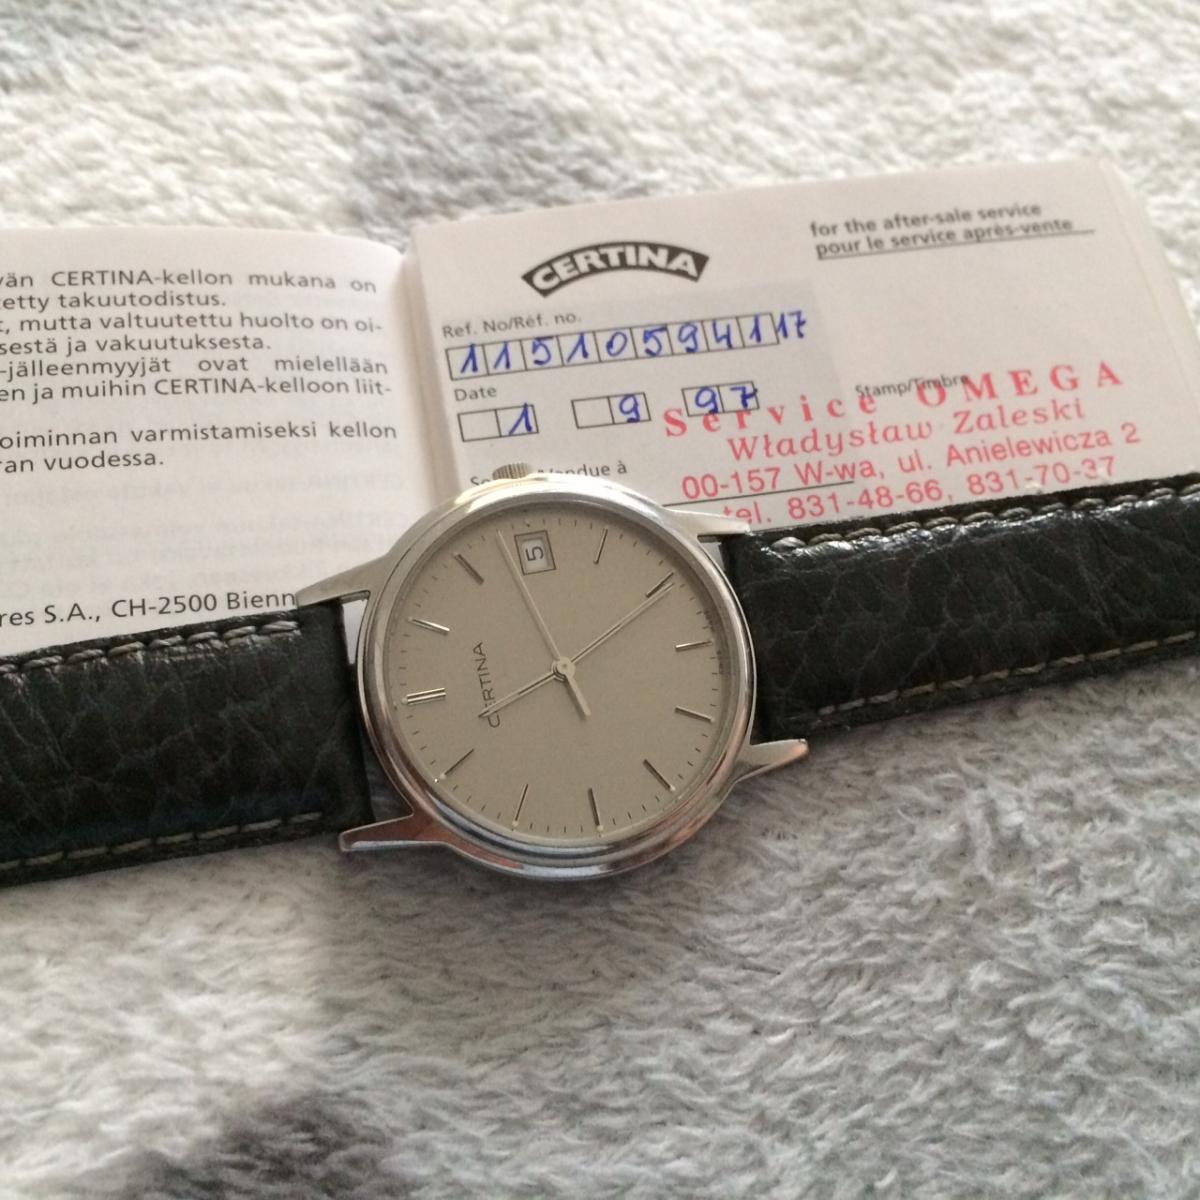 vän CERTINA-kellon mukana on
tetty takuutodistus.
t, mutta valtuutettu huolto on oi-
sestä ja vakuutuksesta.
-jälleenmyyjät ovat mielellään
en ja muihin CERTINA-kelloon liit-
oiminnan varmistamiseksi kellon
ran vuodessa.
res S.A., CH-2500 Bienn
for the after-sale service
pour le service après-vente
CERTINA
Ref. No/Réf. no.
11510594117
Date
1 9 97
Stamp/Timbre
Service OMEGA
Władysław Zaleski
00-157 W-wa, ul. Anielewicza 2
tel. 831-48-66, 831-70-37
So /Vendue à
5
CERTINA